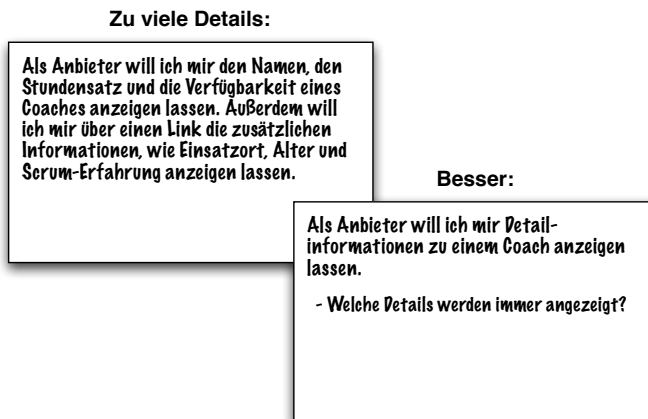 Zu viele Details:
Als Anbieter will ich mir den Namen, den
Stundensatz und die Verfügbarkeit eines
Coaches anzeigen lassen. Außerdem will
ich mir über einen Link die zusätzlichen
Informationen, wie Einsatzort, Alter und
Scrum-Erfahrung anzeigen lassen.
Besser:
Als Anbieter will ich mir Detail-
informationen zu einem Coach anzeigen
lassen.
- Welche Details werden immer angezeigt?